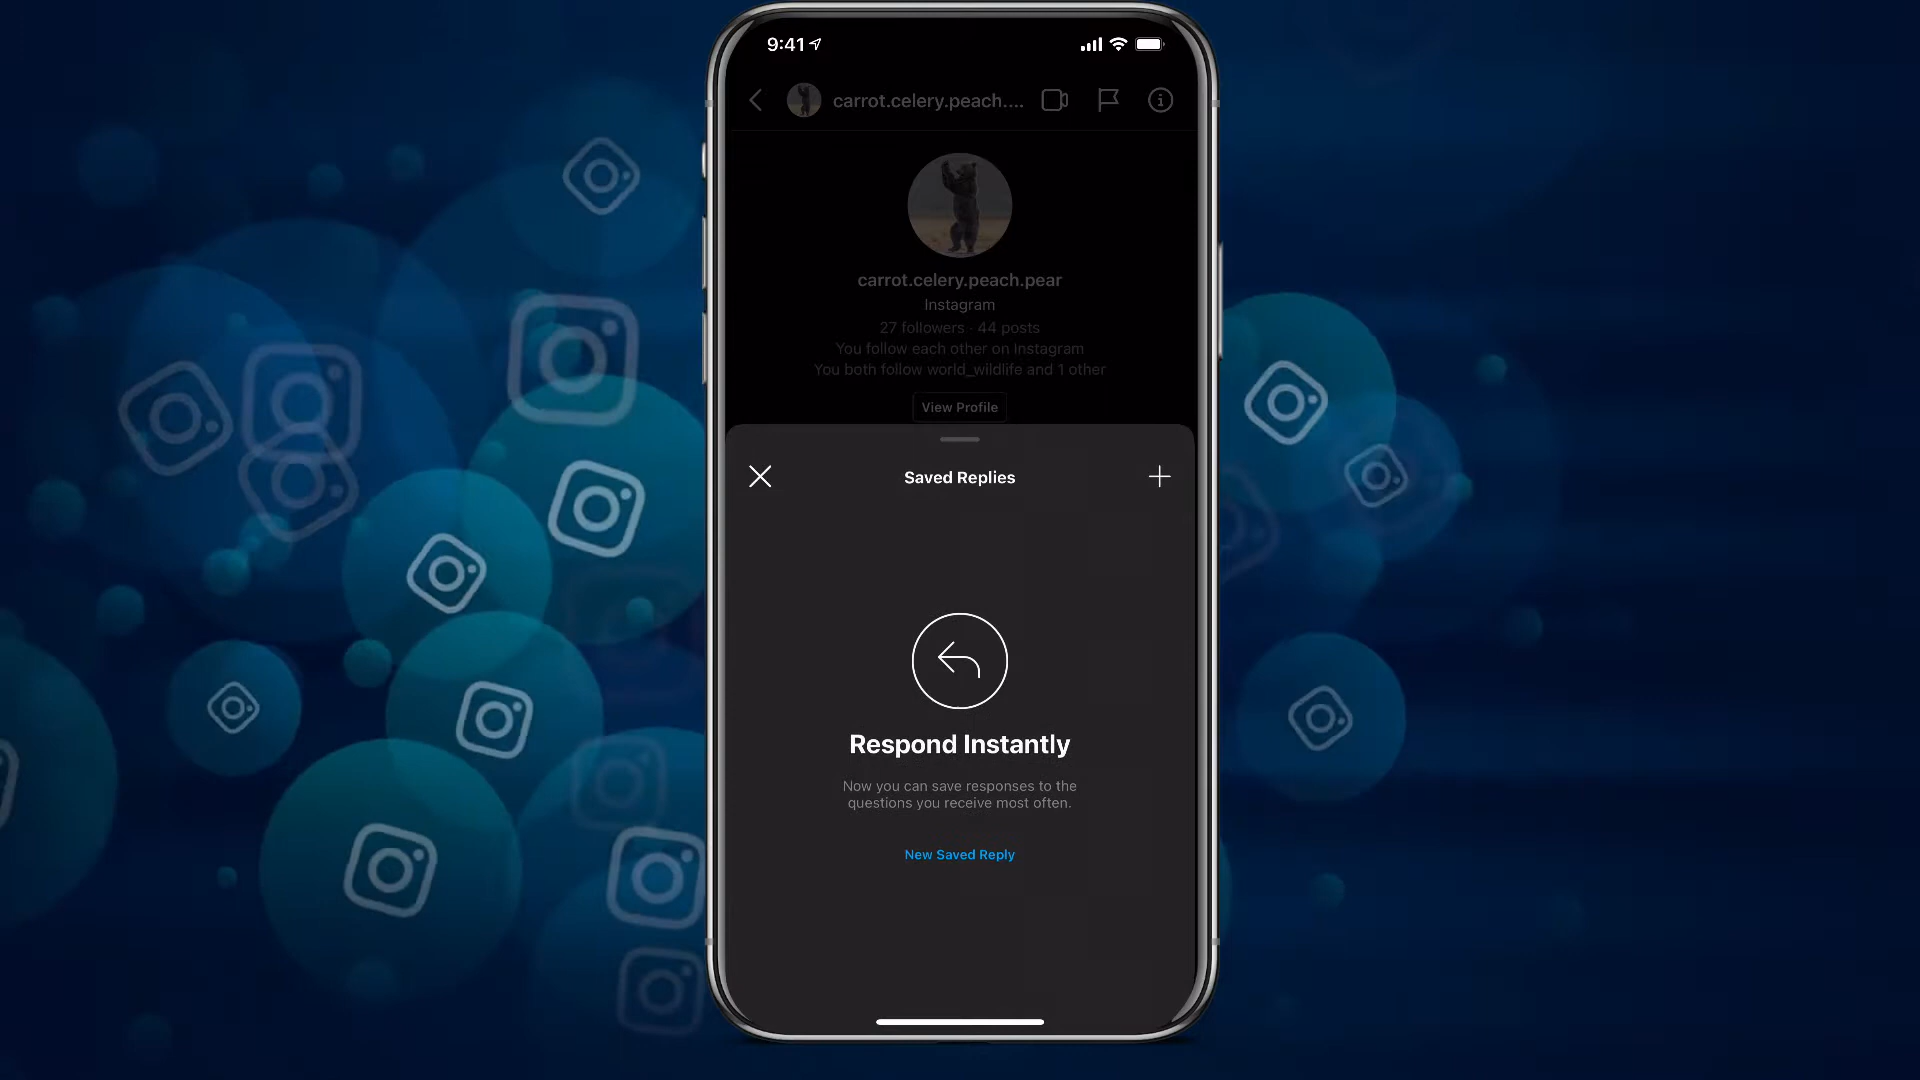 9:41
carrot.celery.peach....
carrot.celery.peach.pear
Instagram
27 followers · 44 posts
You follow each other on Instagram
You both follow world_wildlife and 1 other
View Profile
Saved Replies
Respond Instantly
Now you can save responses to the
questions you receive most often.
New Saved Reply